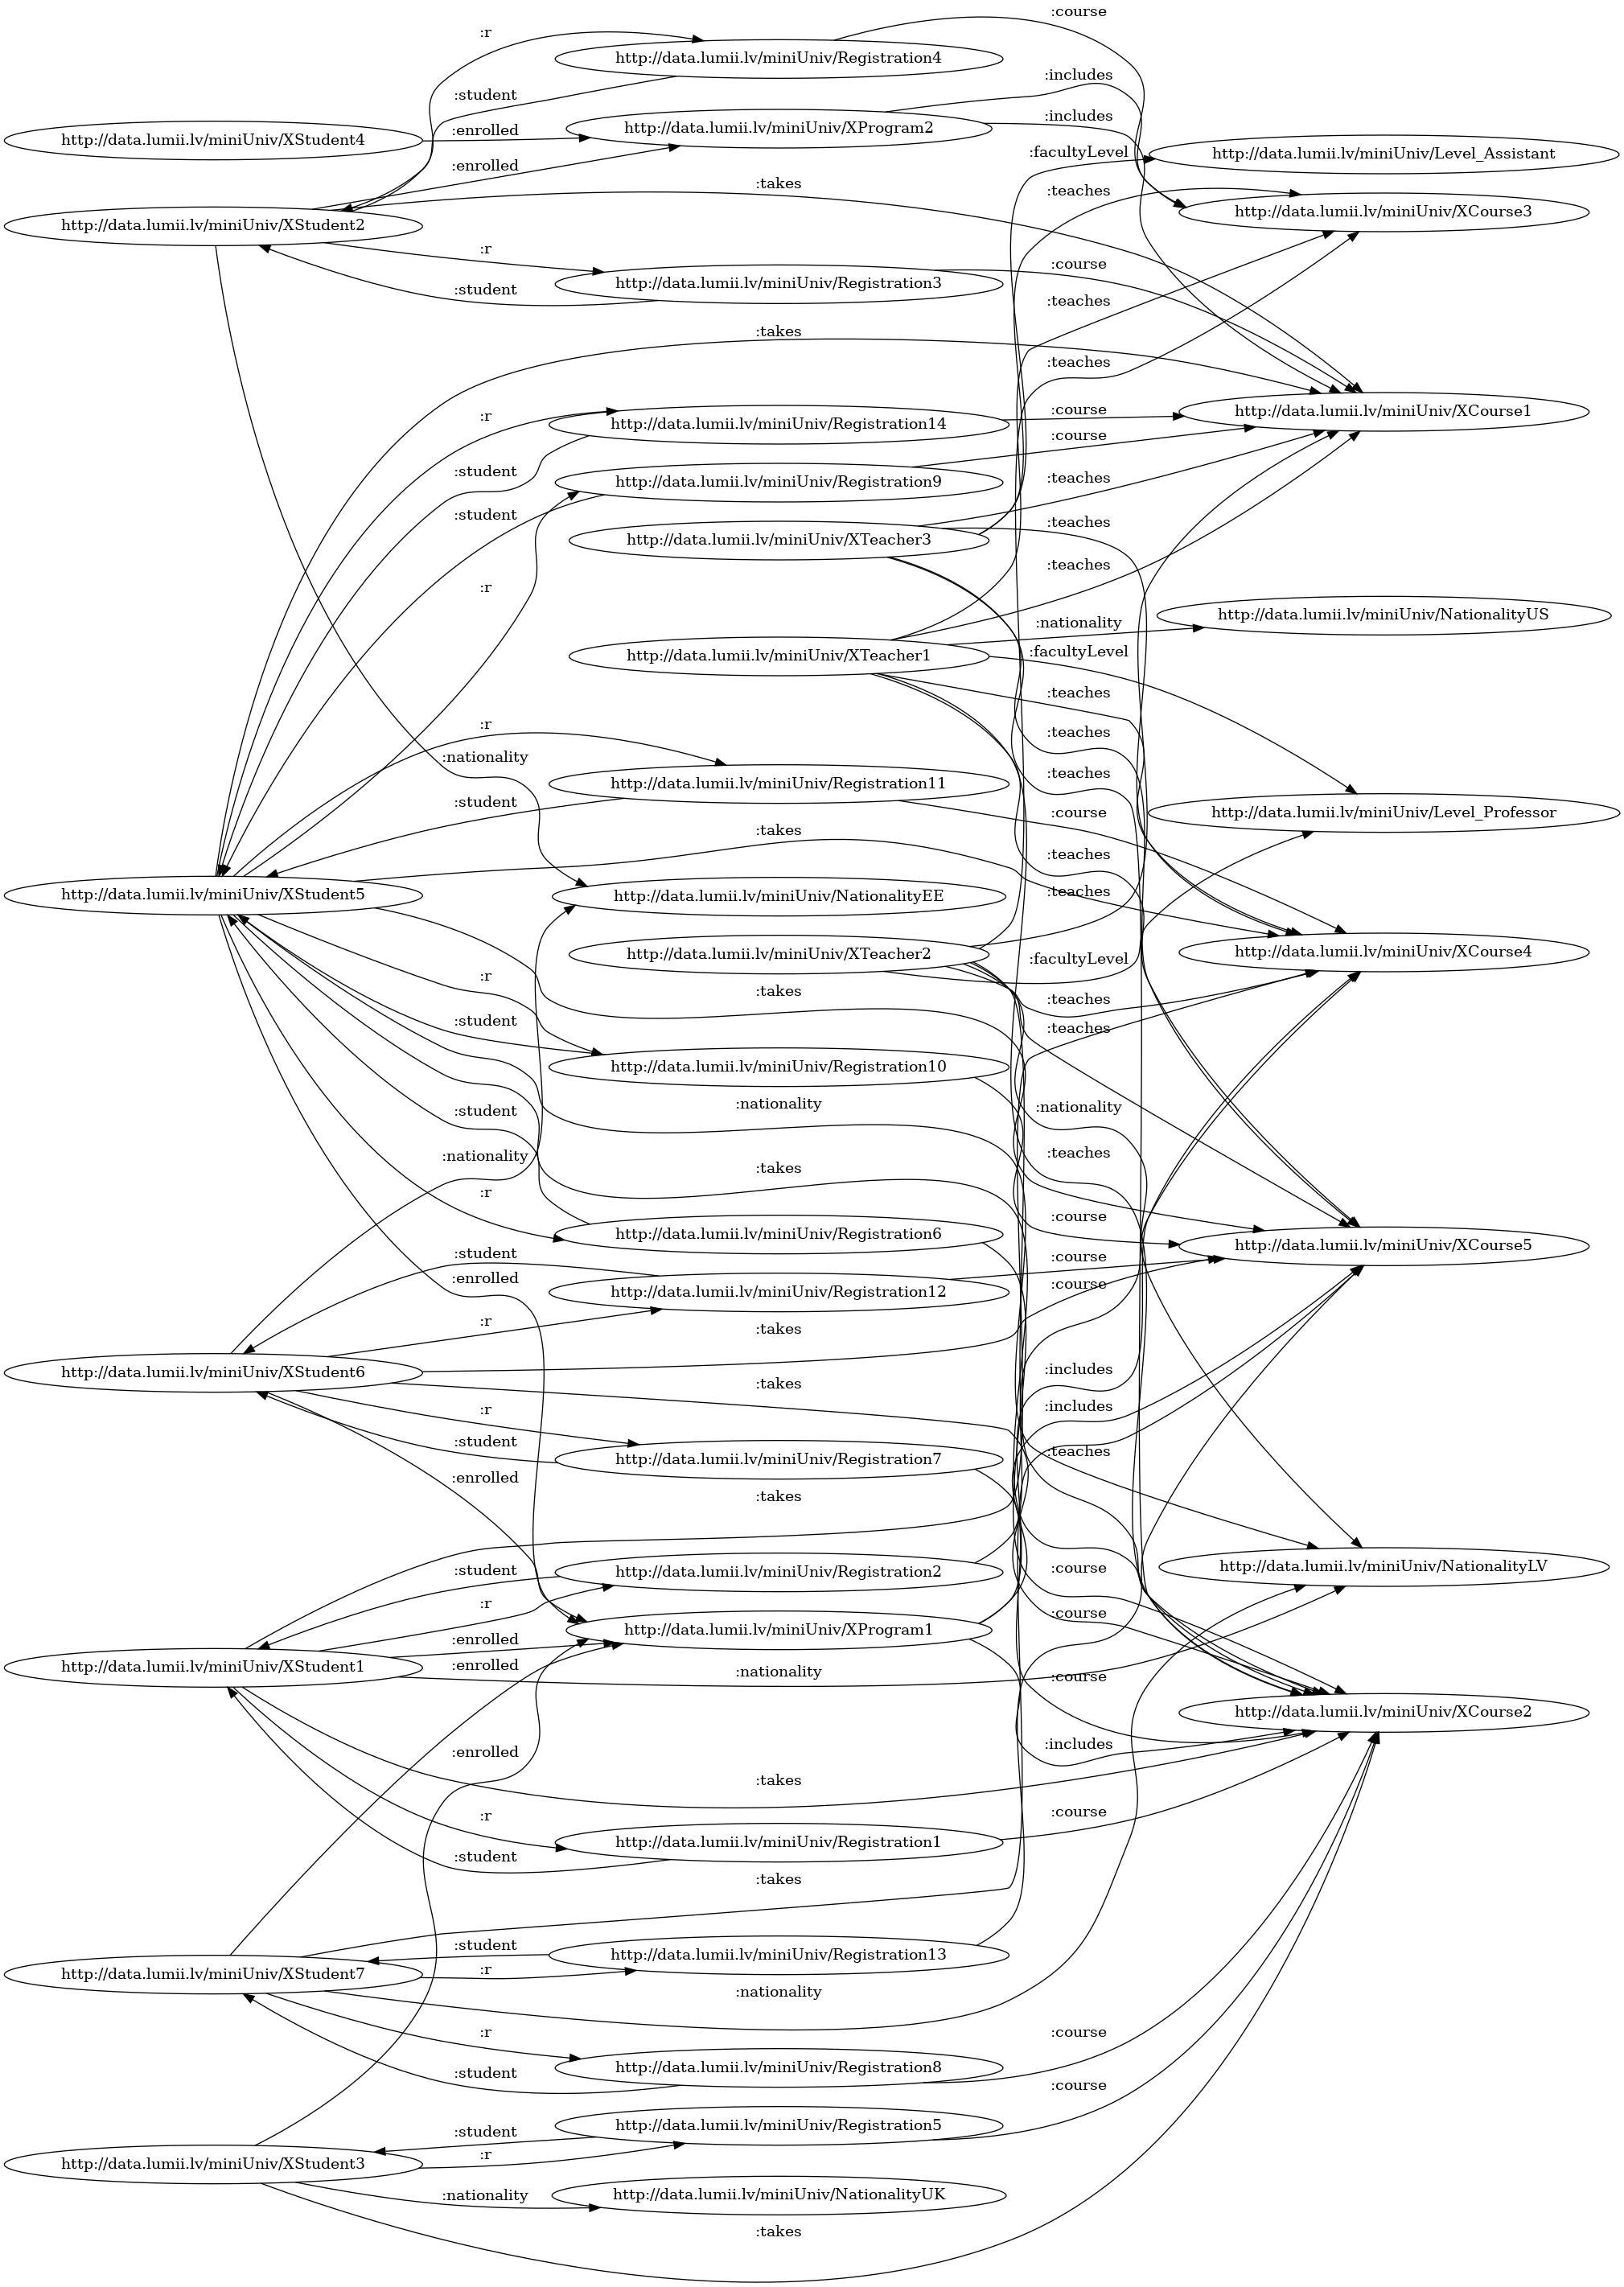 :course
:r
http://data.lumii.lv/miniUniv/Registration4
:includes
:student
:includes
http://data.lumii.lv/miniUniv/XProgram2
:enrolled
http://data.lumii.lv/miniUniv/XStudent4
:facultyLevel
http://data.lumii.lv/miniUniv/Level_Assistant
:enrolled
:takes
:teaches
http://data.lumii.lv/miniUniv/XCourse3
http://data.lumii.lv/miniUniv/XStudent2
:r
:course
http://data.lumii.lv/miniUniv/Registration3
:student
:teaches
:takes
:teaches
:course
http://data.lumii.lv/miniUniv/XCourse1
:r
http://data.lumii.lv/miniUniv/Registration14
:course
:student
:teaches
http://data.lumii.lv/miniUniv/Registration9
:student
:teaches
http://data.lumii.lv/miniUniv/XTeacher3
:teaches
:r
http://data.lumii.lv/miniUniv/NationalityUS
:nationality
:facultyLevel
http://data.lumii.lv/miniUniv/XTeacher1
:teaches
:r
:teaches
:nationality
:teaches
http://data.lumii.lv/miniUniv/Registration11
:student
:course
http://data.lumii.lv/miniUniv/Level_Professor
:takes
:teaches
http://data.lumii.lv/miniUniv/XStudent5
http://data.lumii.lv/miniUniv/NationalityEE
:teaches
http://data.lumii.lv/miniUniv/XTeacher2
http://data.lumii.lv/miniUniv/XCourse4
:facultyLevel
:r
:takes
:teaches
:student
:teaches
http://data.lumii.lv/miniUniv/Registration10
:student
:nationality
:nationality
:nationality
:teaches
:takes
:r
:course
http://data.lumii.lv/miniUniv/Registration6
http://data.lumii.lv/miniUniv/XCourse5
:student
:course
:enrolled
:course
http://data.lumii.lv/miniUniv/Registration12
:r
:takes
http://data.lumii.lv/miniUniv/XStudent6
:includes
:takes
:r
:includes
:student
:teaches
http://data.lumii.lv/miniUniv/Registration7
:enrolled
:takes
:student
http://data.lumii.lv/miniUniv/Registration2
:course
http://data.lumii.lv/miniUniv/NationalityLV
:r
:course
http://data.lumii.lv/miniUniv/XProgram1
:enrolled
http://data.lumii.lv/miniUniv/XStudent1
:enrolled
:nationality
:course
http://data.lumii.lv/miniUniv/XCourse2
:enrolled
:includes
:takes
:r
:course
http://data.lumii.lv/miniUniv/Registration1
:student
:takes
:student
http://data.lumii.lv/miniUniv/Registration13
http://data.lumii.lv/miniUniv/XStudent7
:r
:nationality
:r
:course
http://data.lumii.lv/miniUniv/Registration8
:student
:course
http://data.lumii.lv/miniUniv/Registration5
:student
:r
http://data.lumii.lv/miniUniv/XStudent3
:nationality
http://data.lumii.lv/miniUniv/NationalityUK
:takes